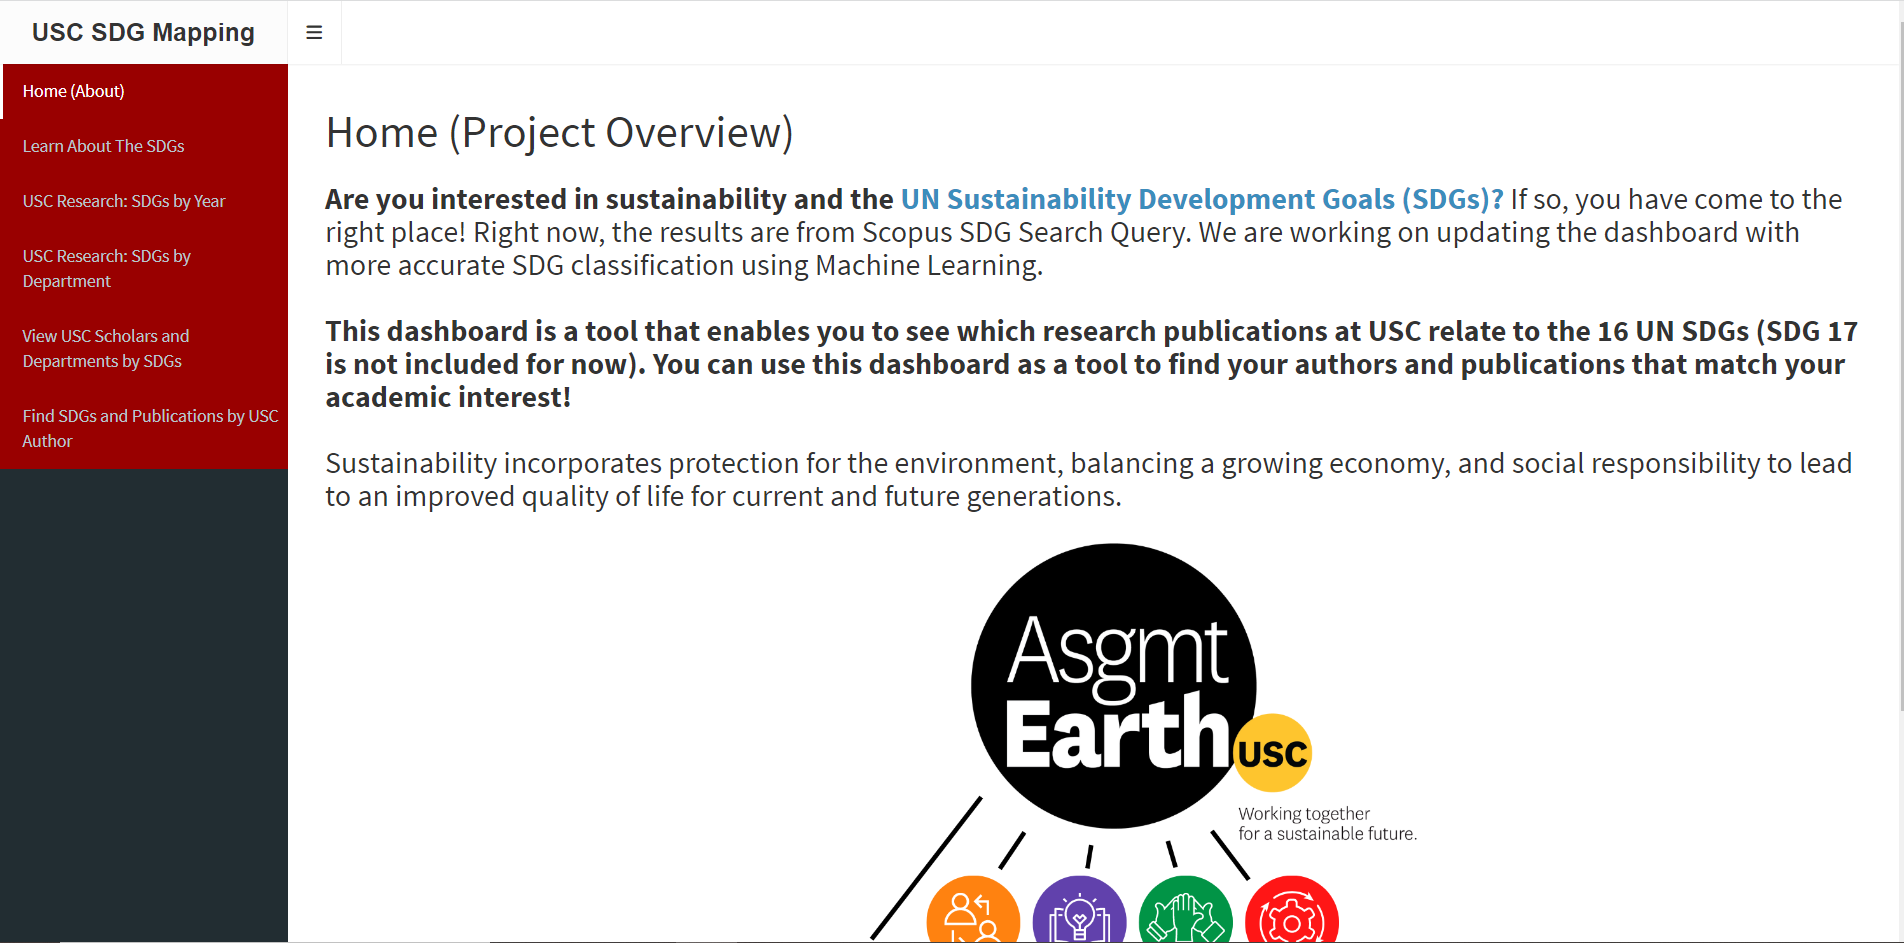 USC SDG Mapping
Home (About)
Learn About The SDGs
USC Research: SDGs by Year
USC Research: SDGs by
Department
View USC Scholars and
Departments by SDGs
Find SDGs and Publications by USC
Author
Home (Project Overview)
Are you interested in sustainability and the UN Sustainability Development Goals (SDGs)? If so, you have come to the
right place! Right now, the results are from Scopus SDG Search Query. We are working on updating the dashboard with
more accurate SDG classification using Machine Learning.
This dashboard is a tool that enables you to see which research publications at USC relate to the 16 UN SDGs (SDG 17
is not included for now). You can use this dashboard as a tool to find your authors and publications that match your
academic interest!
Sustainability incorporates protection for the environment, balancing a growing economy, and social responsibility to lead
to an improved quality of life for current and future generations.
Asgmt
Earth
USC
Working together
for a sustainable future.